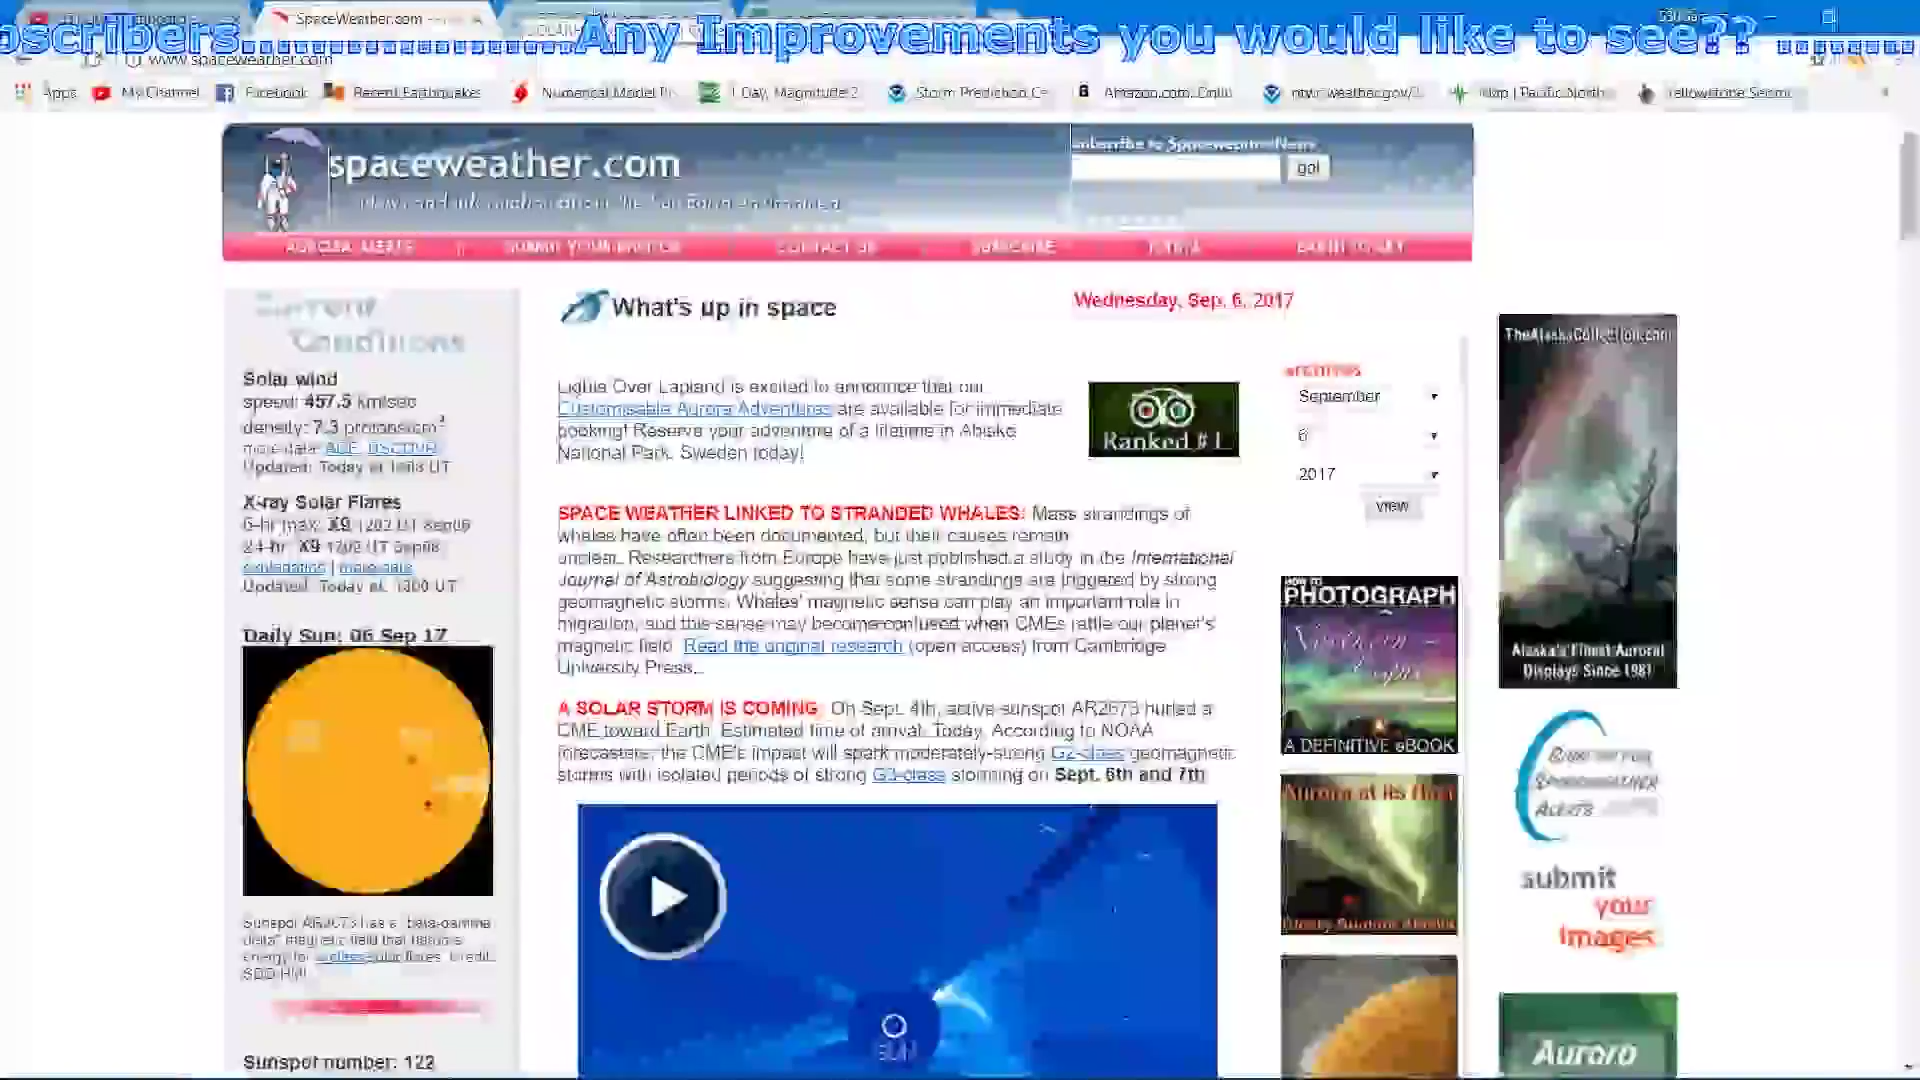 SpaceWeather.com
bscribers..............................Any Improvements you would like to see??
www.spaceweather.com
Apps My Channel Facebook Recent Earthquakes Numerical Model 1 Day, Magnitude 2 Storm Prediction Ce Amazon.com: Onlin nwv.weather.gov/ Map | Pacific North Yellowstone Seismo
spaceweather.com
Subscribe to Spaceweather News
go!
AURORA ALERTS SUBMIT YOUR PHOTOS CONTACT US SUBSCRIBE
What's up in space
Wednesday, Sep. 6, 2017
Current
Conditions
Solar wind
speed: 457.5 km/sec
density: 7.3 protons/cm³
more data: ACE, DSCOVR
Updated: Today at
UT
X-ray Solar Flares
6-hr max: X9 1202 UT Sep06
24-hr: X9 1202 UT Sep06
explanation | more data
Updated: Today at: 1300 UT
Daily Sun: 06 Sep 17
Sunspot AR2673 has a 'beta-gamma-
delta' magnetic field that harbors
energy for X-class solar flares. Credit:
SDO/HMI
Sunspot number: 122
Lights Over Lapland is excited to announce that our
Customisable Aurora Adventures are available for immediate
booking! Reserve your adventure of a lifetime in Abisko
National Park, Sweden today!
Ranked #1
SPACE WEATHER LINKED TO STRANDED WHALES: Mass strandings of
whales have often been documented, but their causes remain
unclear. Researchers from Europe have just published a study in the International
Journal of Astrobiology suggesting that some strandings are triggered by strong
geomagnetic storms. Whales' magnetic sense can play an important role in
migration, and this sense may become confused when CMEs rattle our planet's
magnetic field. Read the original research (open access) from Cambridge
University Press..
A SOLAR STORM IS COMING: On Sept. 4th, active sunspot AR2673 hurled a
CME toward Earth. Estimated time of arrival: Today. According to NOAA
forecasters, the CME's impact will spark moderately-strong G2-class geomagnetic
storms with isolated periods of strong G3-class storming on Sept. 6th and 7th
SUN
archives
September
6
2017
view
HOW TO
PHOTOGRAPH
Northern
Lights
A DEFINITIVE eBOOK
Aurora at its Best
TheAlaskaCollection.com
Alaska's Finest Auroral
Displays Since 1981
Spaceweather
Alerts
submit
your
images
Aurora